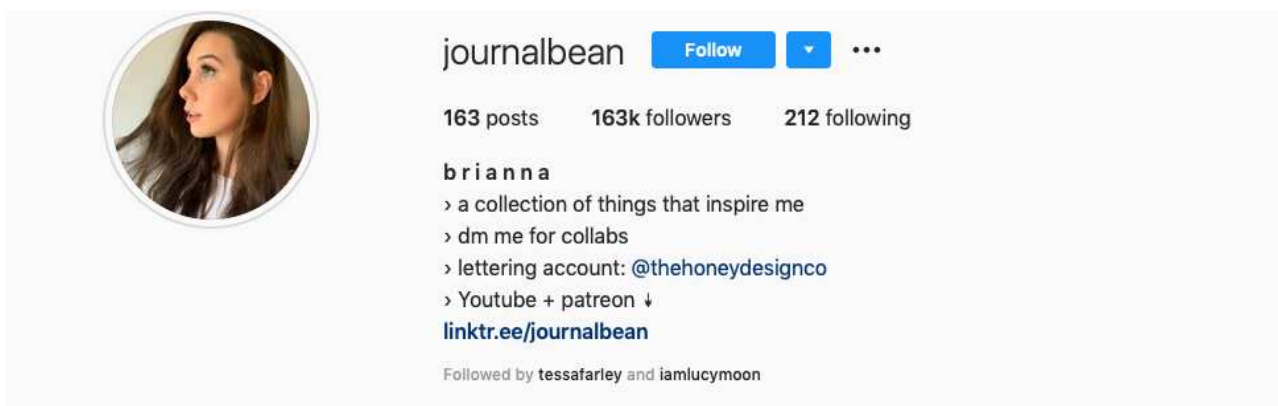 journalbean Follow
163 posts 163k followers 212 following
b r i a n n a
› a collection of things that inspire me
› dm me for collabs
› lettering account: @thehoneydesignco
› Youtube + patreon ↓
linktr.ee/journalbean
Followed by tessafarley and iamlucymoon